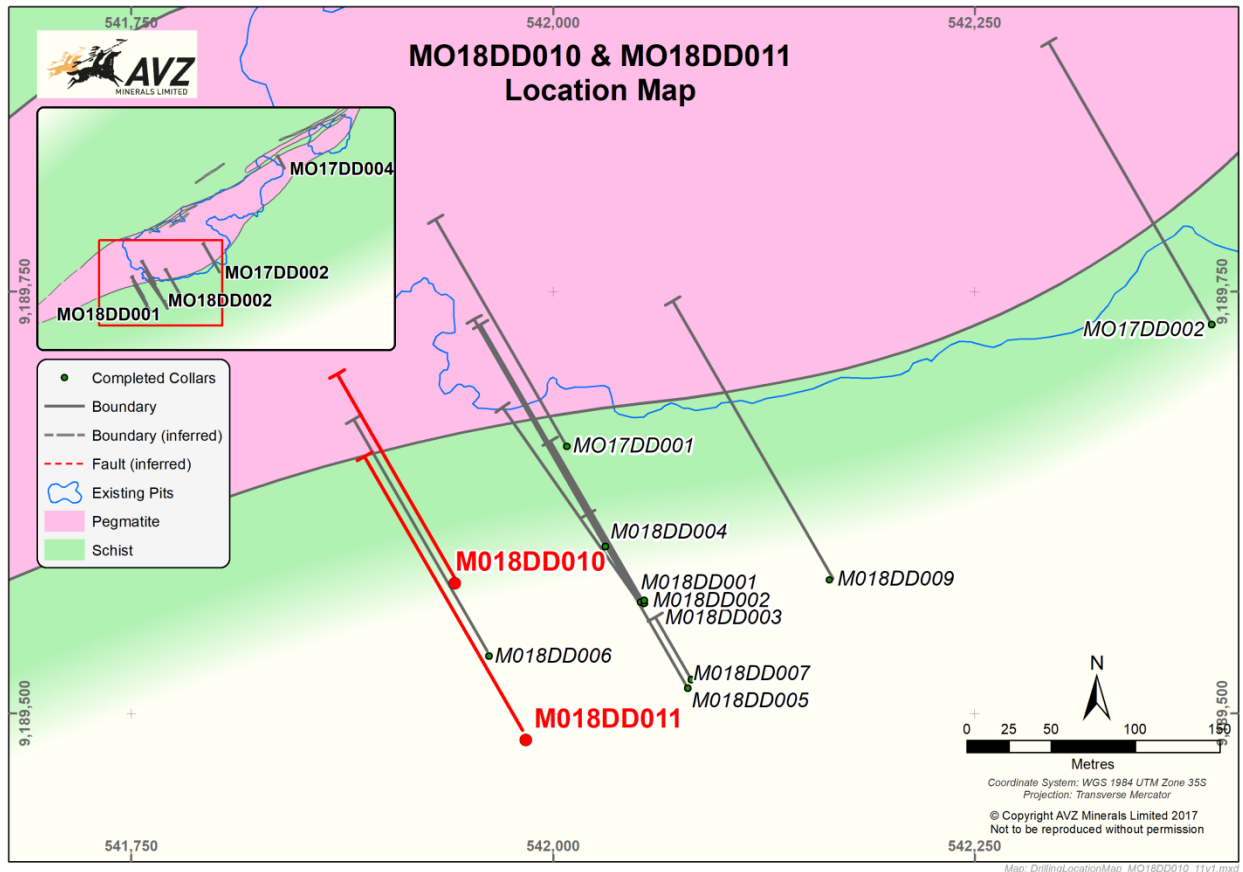 541,750
542,000
542,250
MO18DD010 & MO18DD011
Location Map
AVZ
MINERALS LIMITED
MO17DD004
MO17DD002
MO18DD002
MO18DD001
9,189,750
9,189,750
MO17DD002
Completed Collars
Boundary
Boundary (inferred)
Fault (inferred)
Existing Pits
Pegmatite
Schist
MO17DD001
M018DD004
M018DD010
M018DD001
M018DD009
M018DD002
M018DD003
M018DD006
M018DD007
M018DD005
M018DD011
9,189,500
9,189,500
N
0 25 50 100 150
Metres
Coordinate System: WGS 1984 UTM Zone 35S
Projection: Transverse Mercator
© Copyright AVZ Minerals Limited 2017
Not to be reproduced without permission
541,750
542,000
542,250
Map: DrillingLocationMap_MO18DD010_11v1.mxd